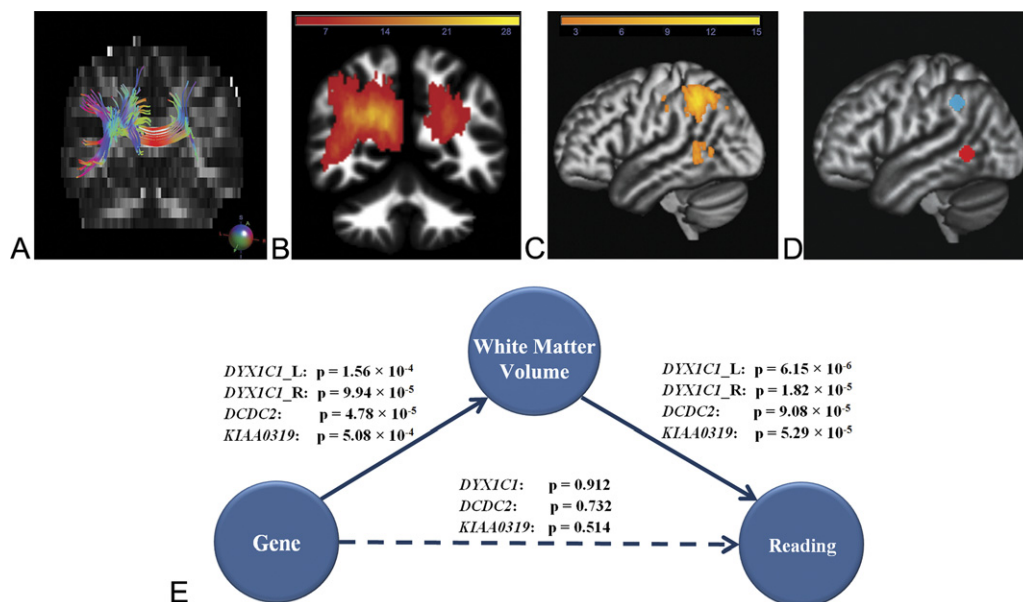 7 14 21 28
3 6 9 12 15
A
B
C
D
White Matter
Volume
DYX1C1_L: p = 1.56 × 10⁻⁴
DYX1C1_R: p = 9.94 × 10⁻⁵
DCDC2: p = 4.78 × 10⁻⁵
KIAA0319: p = 5.08 × 10⁻⁴
DYX1C1_L: p = 6.15 × 10⁻⁶
DYX1C1_R: p = 1.82 × 10⁻⁵
DCDC2: p = 9.08 × 10⁻⁵
KIAA0319: p = 5.29 × 10⁻⁵
DYX1C1: p = 0.912
DCDC2: p = 0.732
KIAA0319: p = 0.514
Gene
Reading
E